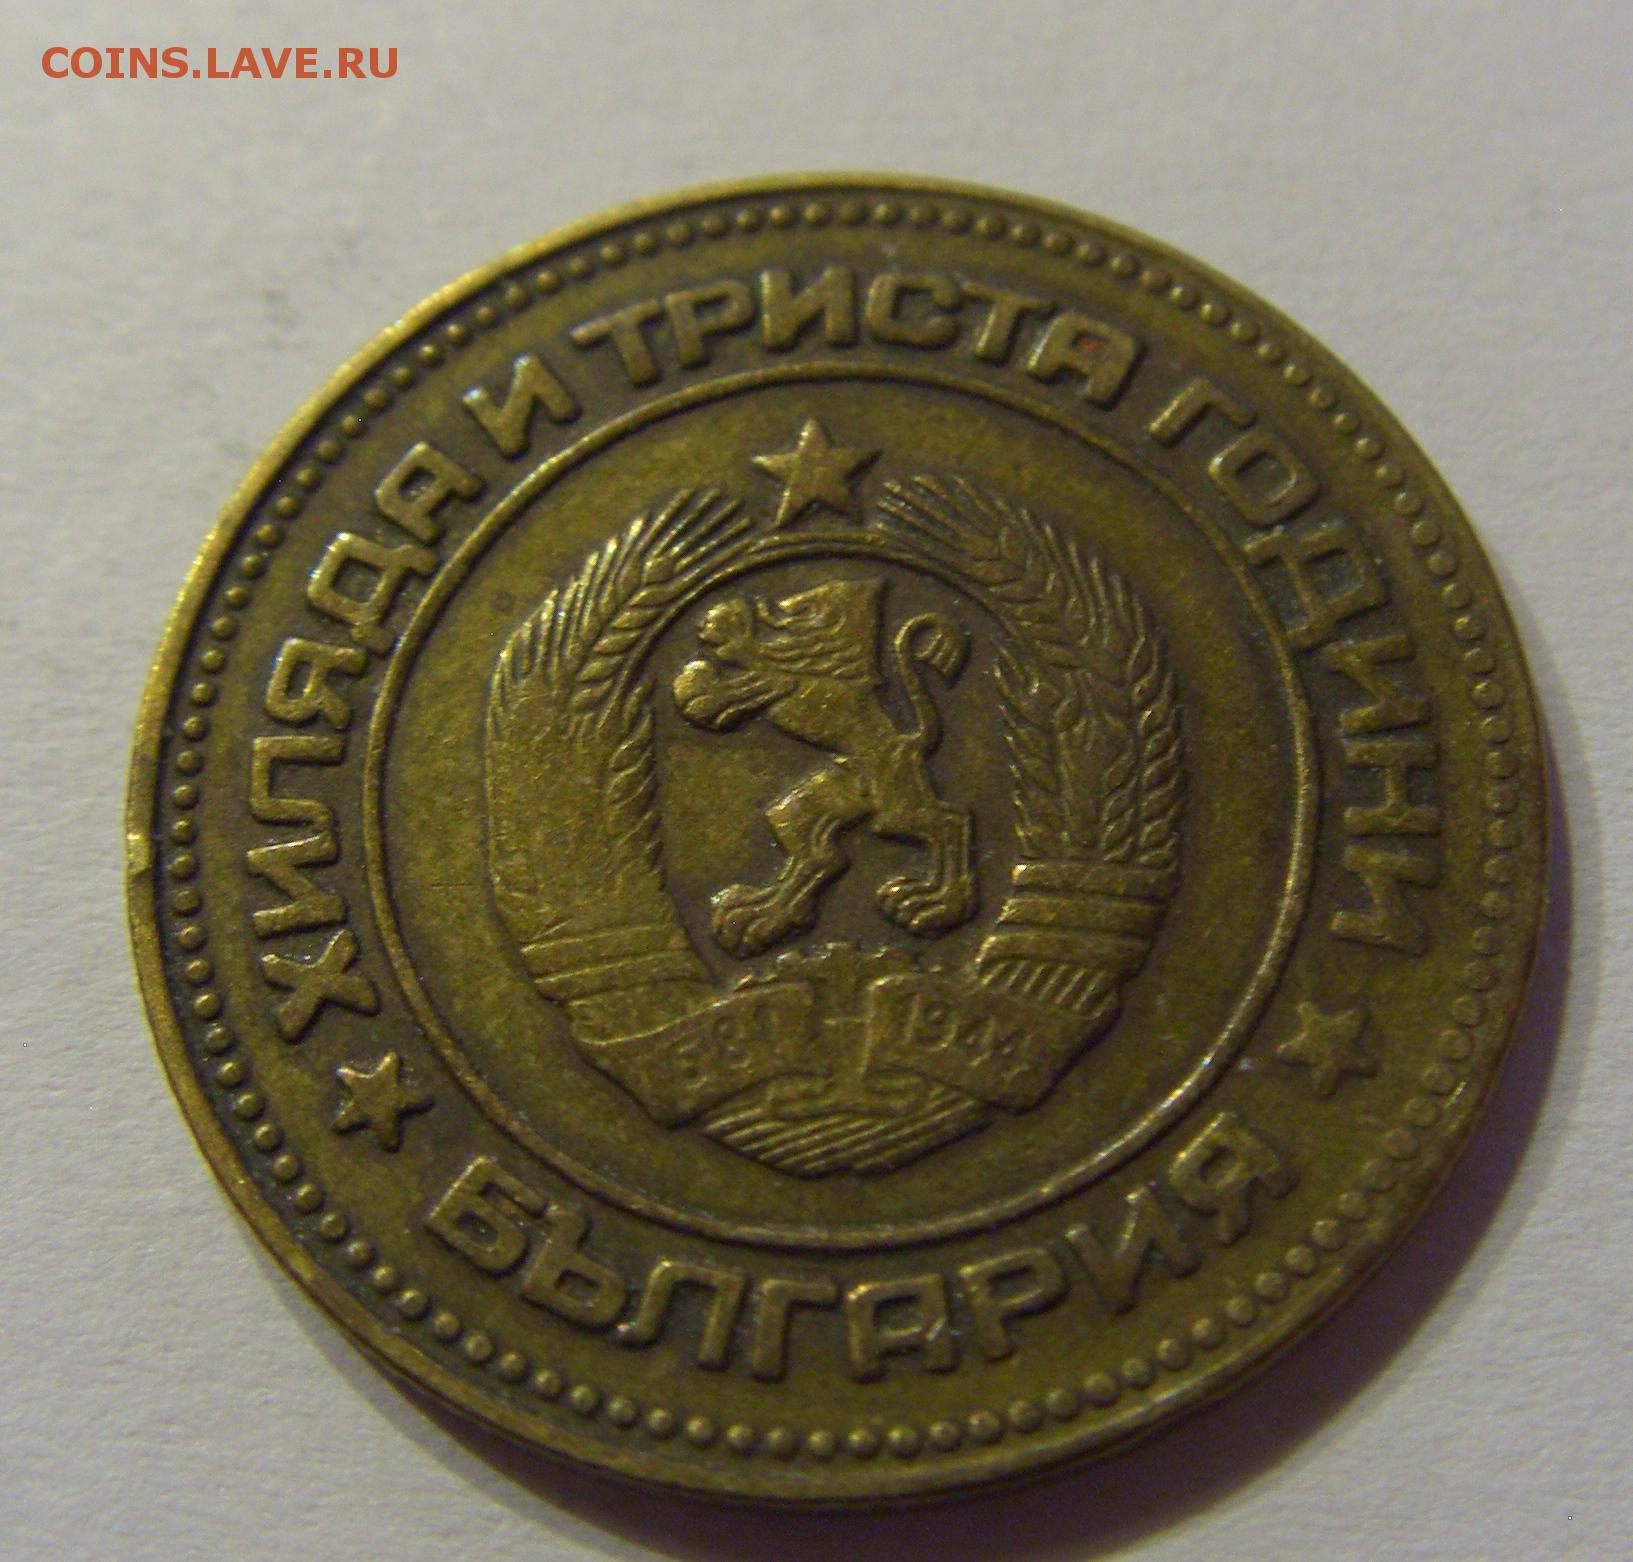 COINS.LAVE.RU
ХИЛЯДА И ТРИСТА ГОДИНИ
681 1944
БЪЛГАРИЯ